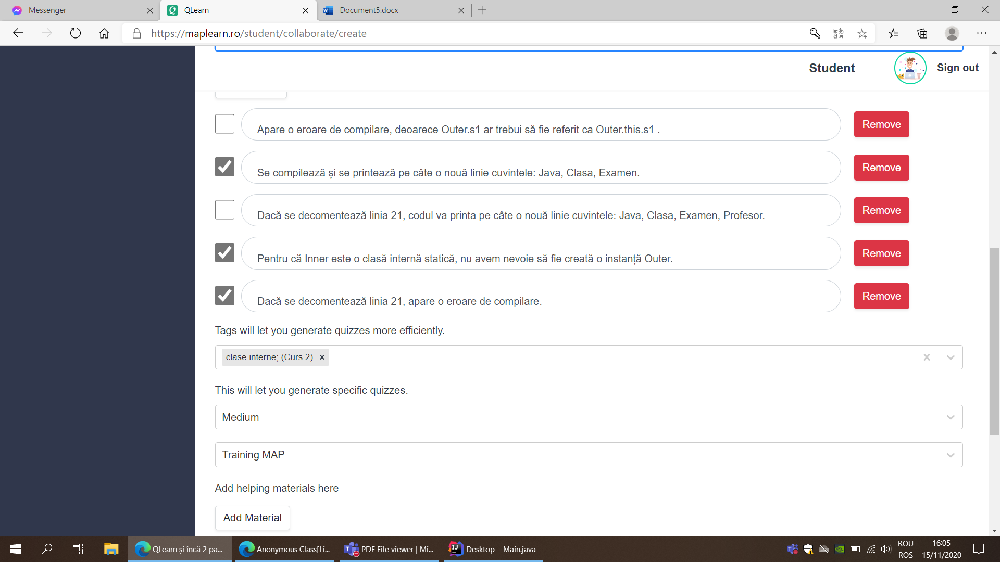 Messenger
QLearn
Document5.docx
https://maplearn.ro/student/collaborate/create
Student
Sign out
Apare o eroare de compilare, deoarece Outer.s1 ar trebui să fie referit ca Outer.this.s1 .
Remove
Se compilează și se printează pe câte o nouă linie cuvintele: Java, Clasa, Examen.
Remove
Dacă se decomentează linia 21, codul va printa pe câte o nouă linie cuvintele: Java, Clasa, Examen, Profesor.
Remove
Pentru că Inner este o clasă internă statică, nu avem nevoie să fie creată o instanță Outer.
Remove
Dacă se decomentează linia 21, apare o eroare de compilare.
Remove
Tags will let you generate quizzes more efficiently.
clase interne; (Curs 2)
This will let you generate specific quizzes.
Medium
Training MAP
Add helping materials here
Add Material
QLearn și încă 2 pa...
Anonymous Class[Li...
PDF File viewer | Mi...
Desktop – Main.java
ROU
ROS
16:05
15/11/2020